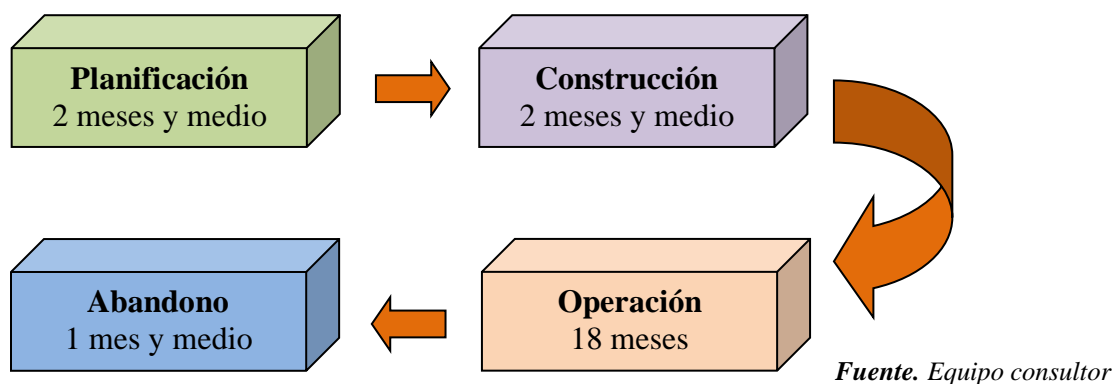 Planificación
2 meses y medio
Construcción
2 meses y medio
Operación
18 meses
Abandono
1 mes y medio
Fuente. Equipo consultor